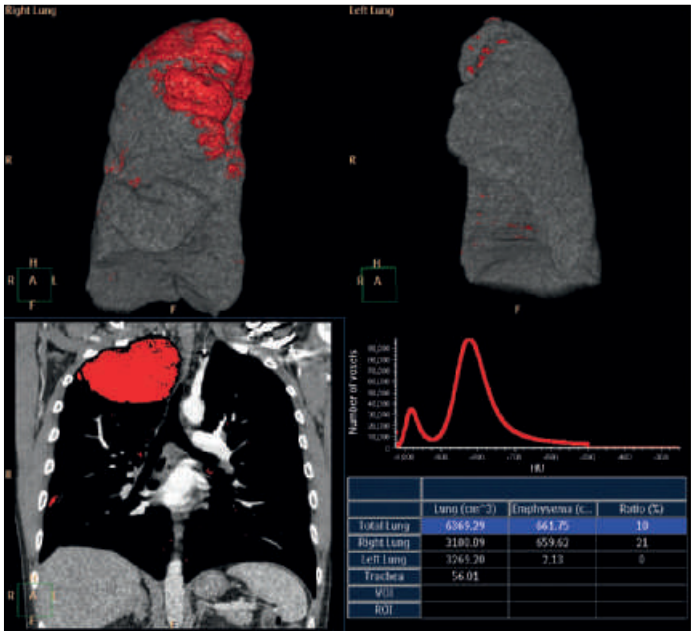 Right Lung
Left Lung
R
R
H
R A L
F
F
H
R A
F
Number of voxels
HU
R
R A L
F
Lung (cm^3) Emphysema (c... Ratio (%)
Total Lung 6369.29 661.75 10
Right Lung 3100.09 659.62 21
Left Lung 3269.20 2.13 0
Trachea 56.01
VOI
ROI